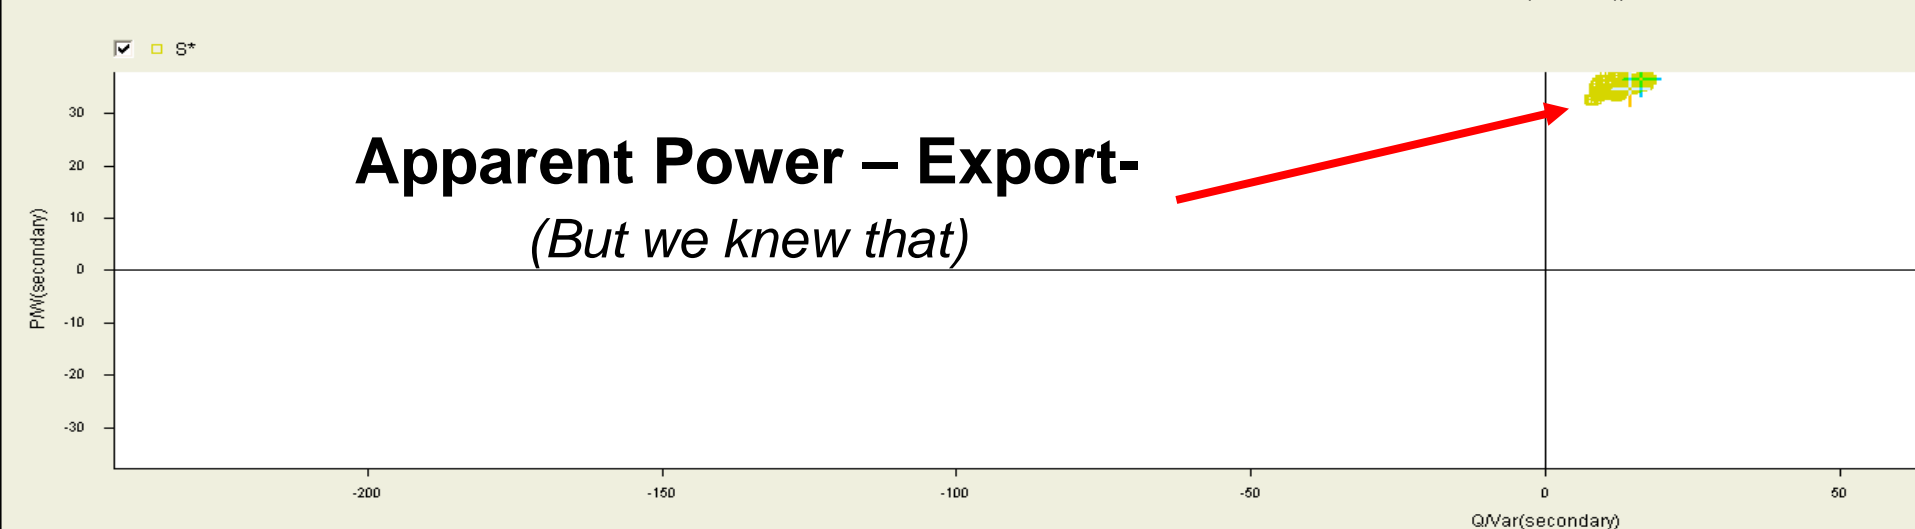 S*
30
20
10
0
-10
-20
-30
P/W(secondary)
Apparent Power – Export-
(But we knew that)
-200
-150
-100
-50
0
50
Q/Var(secondary)